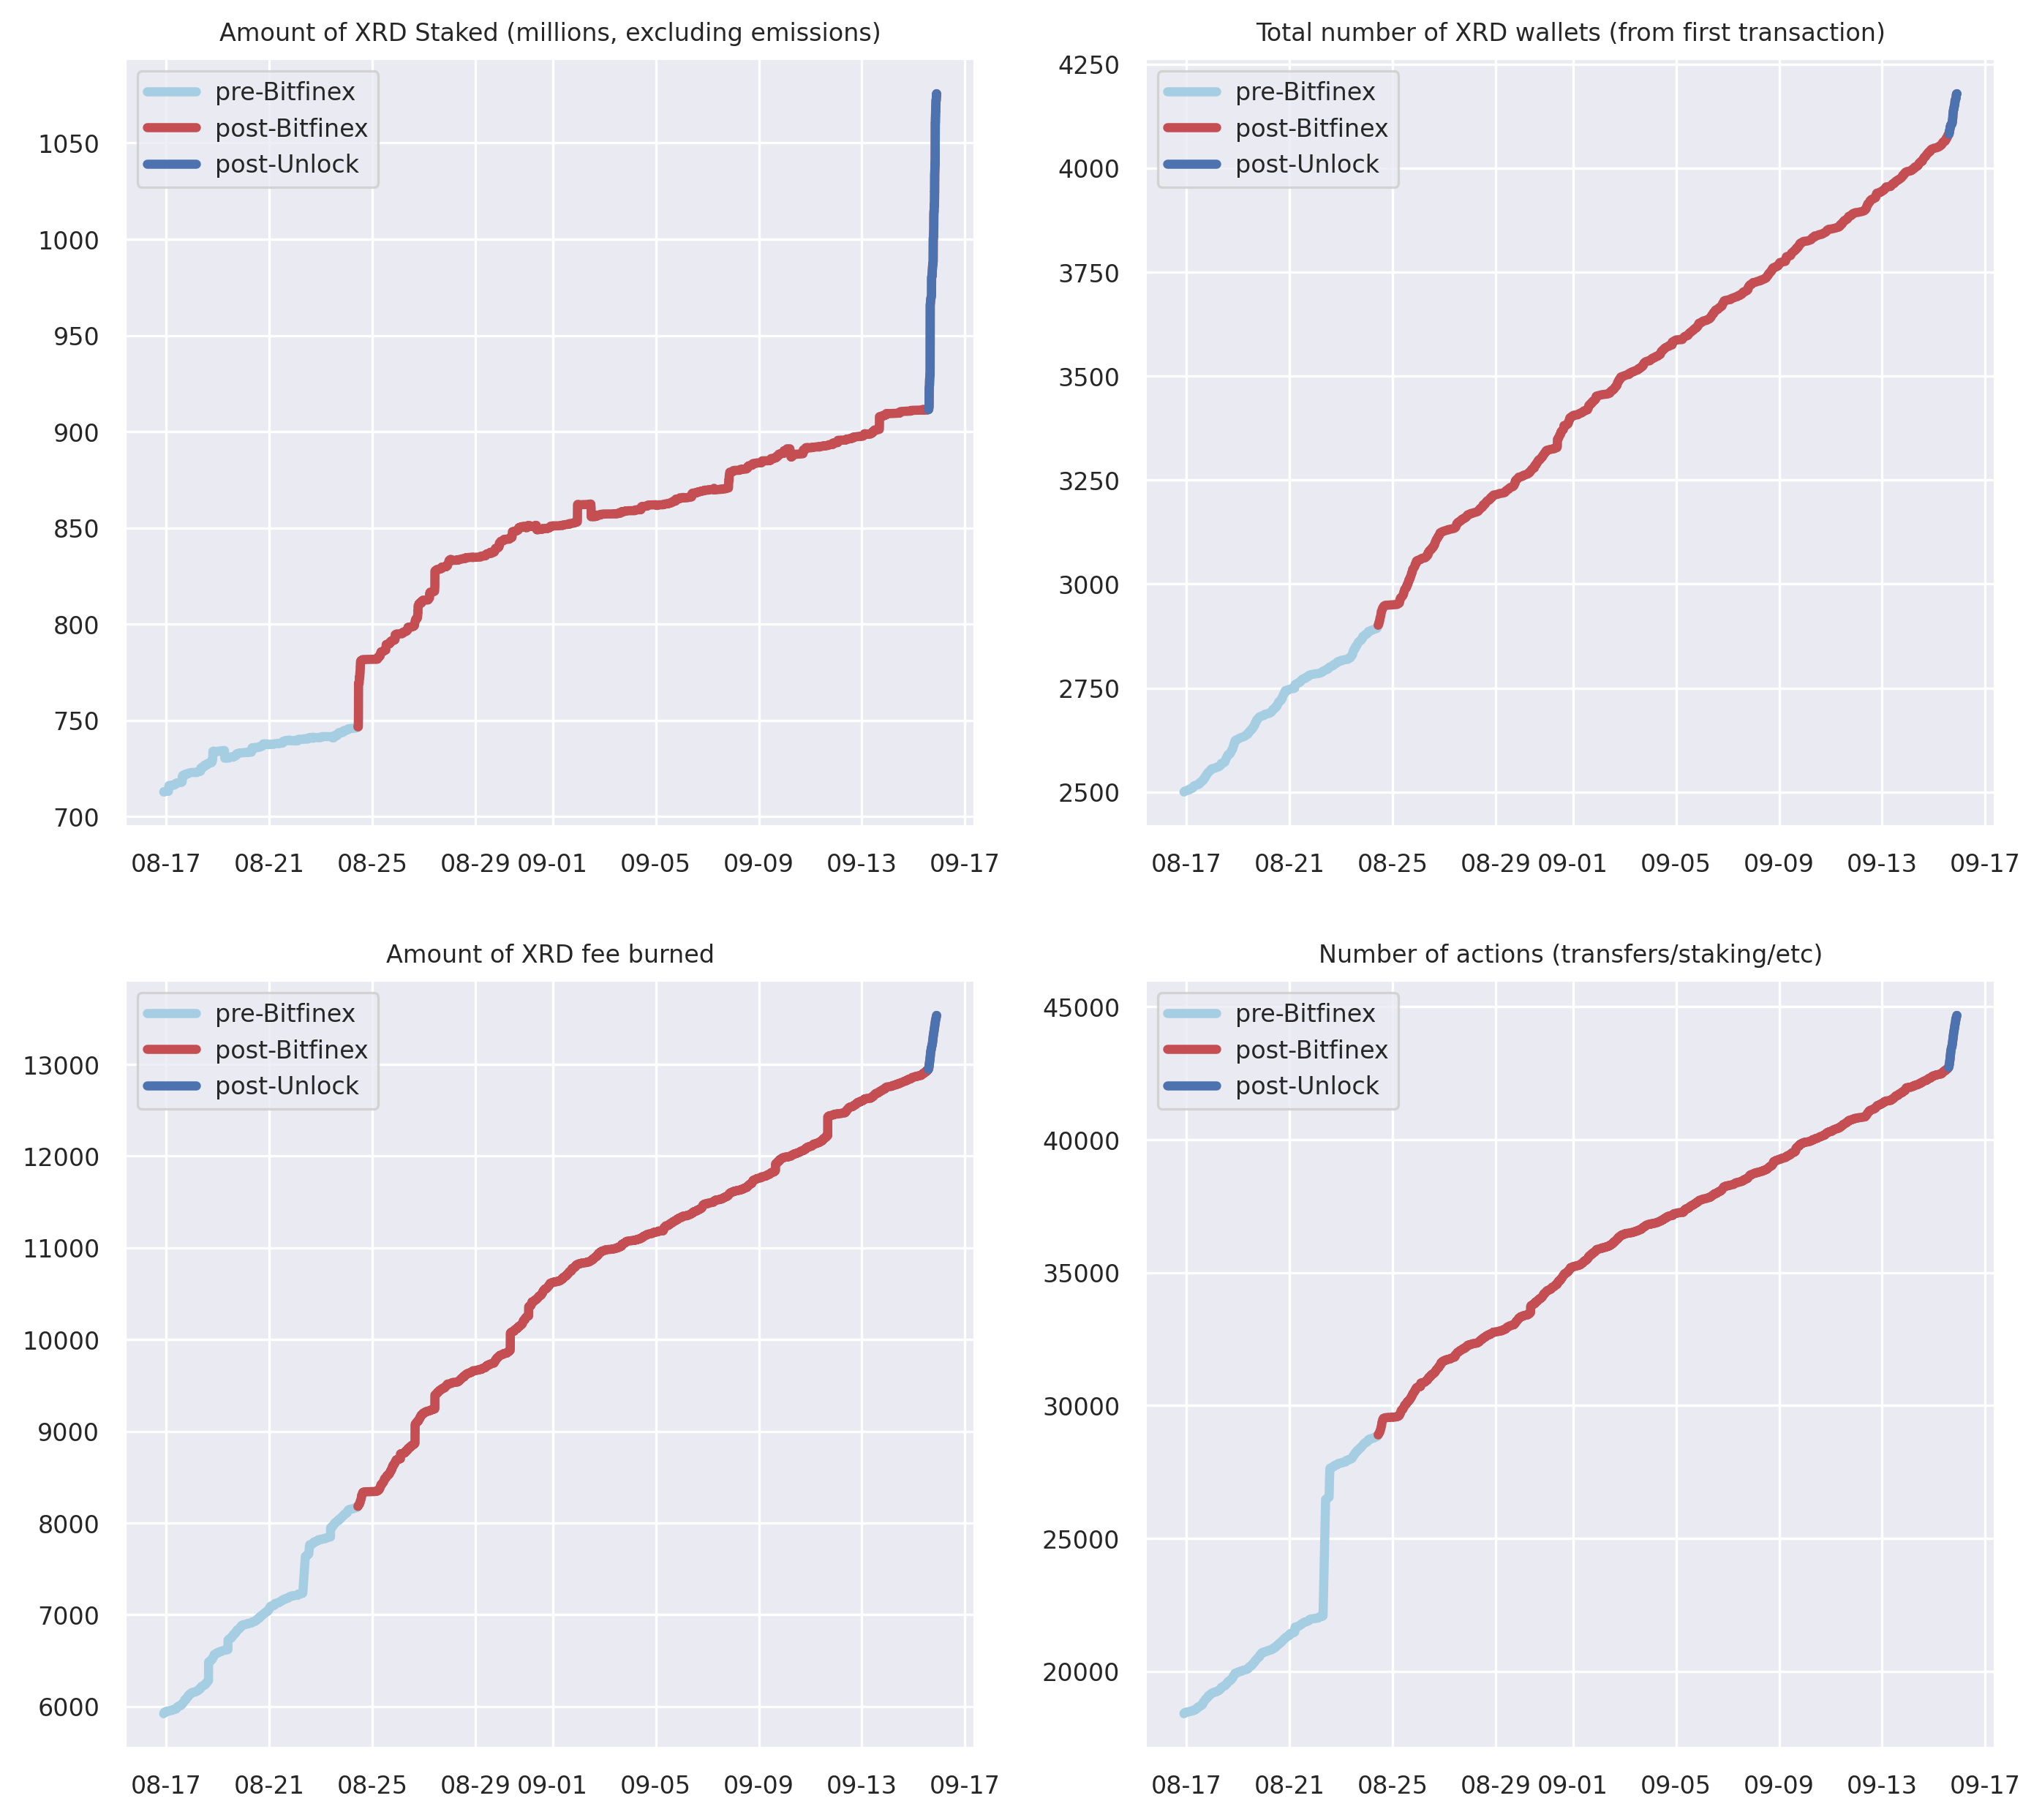 Amount of XRD Staked (millions, excluding emissions)
pre-Bitfinex
post-Bitfinex
post-Unlock
1050
1000
950
900
850
800
750
700
08-17 08-21 08-25 08-29 09-01 09-05 09-09 09-13 09-17
Total number of XRD wallets (from first transaction)
pre-Bitfinex
post-Bitfinex
post-Unlock
4250
4000
3750
3500
3250
3000
2750
2500
08-17 08-21 08-25 08-29 09-01 09-05 09-09 09-13 09-17
Amount of XRD fee burned
pre-Bitfinex
post-Bitfinex
post-Unlock
13000
12000
11000
10000
9000
8000
7000
6000
08-17 08-21 08-25 08-29 09-01 09-05 09-09 09-13 09-17
Number of actions (transfers/staking/etc)
pre-Bitfinex
post-Bitfinex
post-Unlock
45000
40000
35000
30000
25000
20000
08-17 08-21 08-25 08-29 09-01 09-05 09-09 09-13 09-17